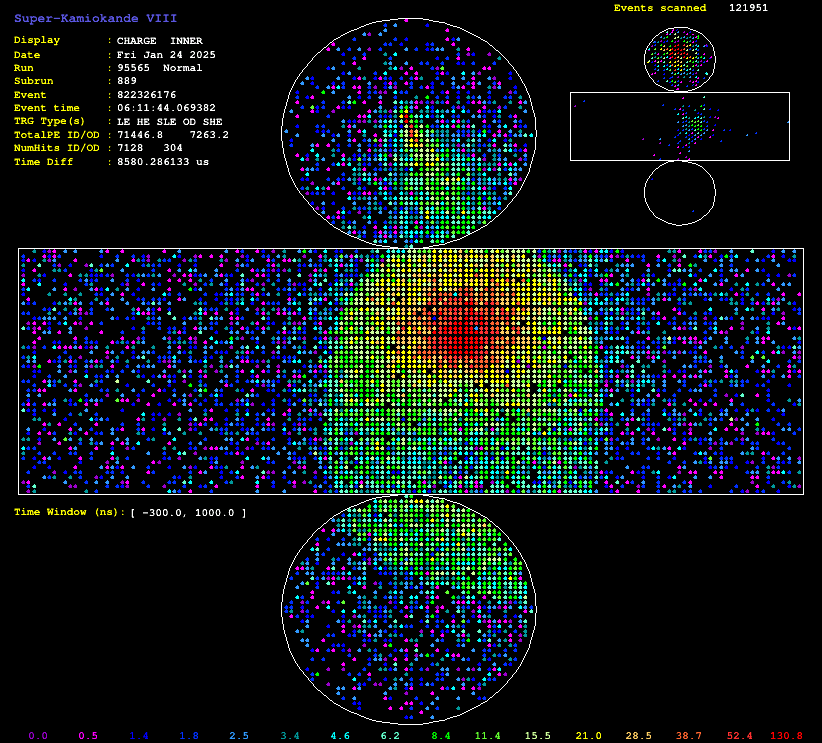 Events scanned 121951
Super-Kamiokande VIII
Display : CHARGE INNER
Date : Fri Jan 24 2025
Run : 95565 Normal
Subrun : 889
Event : 822326176
Event time : 06:11:44.069382
TRG Type(s) : LE HE SLE OD SHE
TotalPE ID/OD : 71446.8 7263.2
NumHits ID/OD : 7128 304
Time Diff : 8580.286133 us
Time Window (ns): [ -300.0, 1000.0 ]
0.0 0.5 1.4 1.8 2.5 3.4 4.6 6.2 8.4 11.4 15.5 21.0 28.5 38.7 52.4 130.8